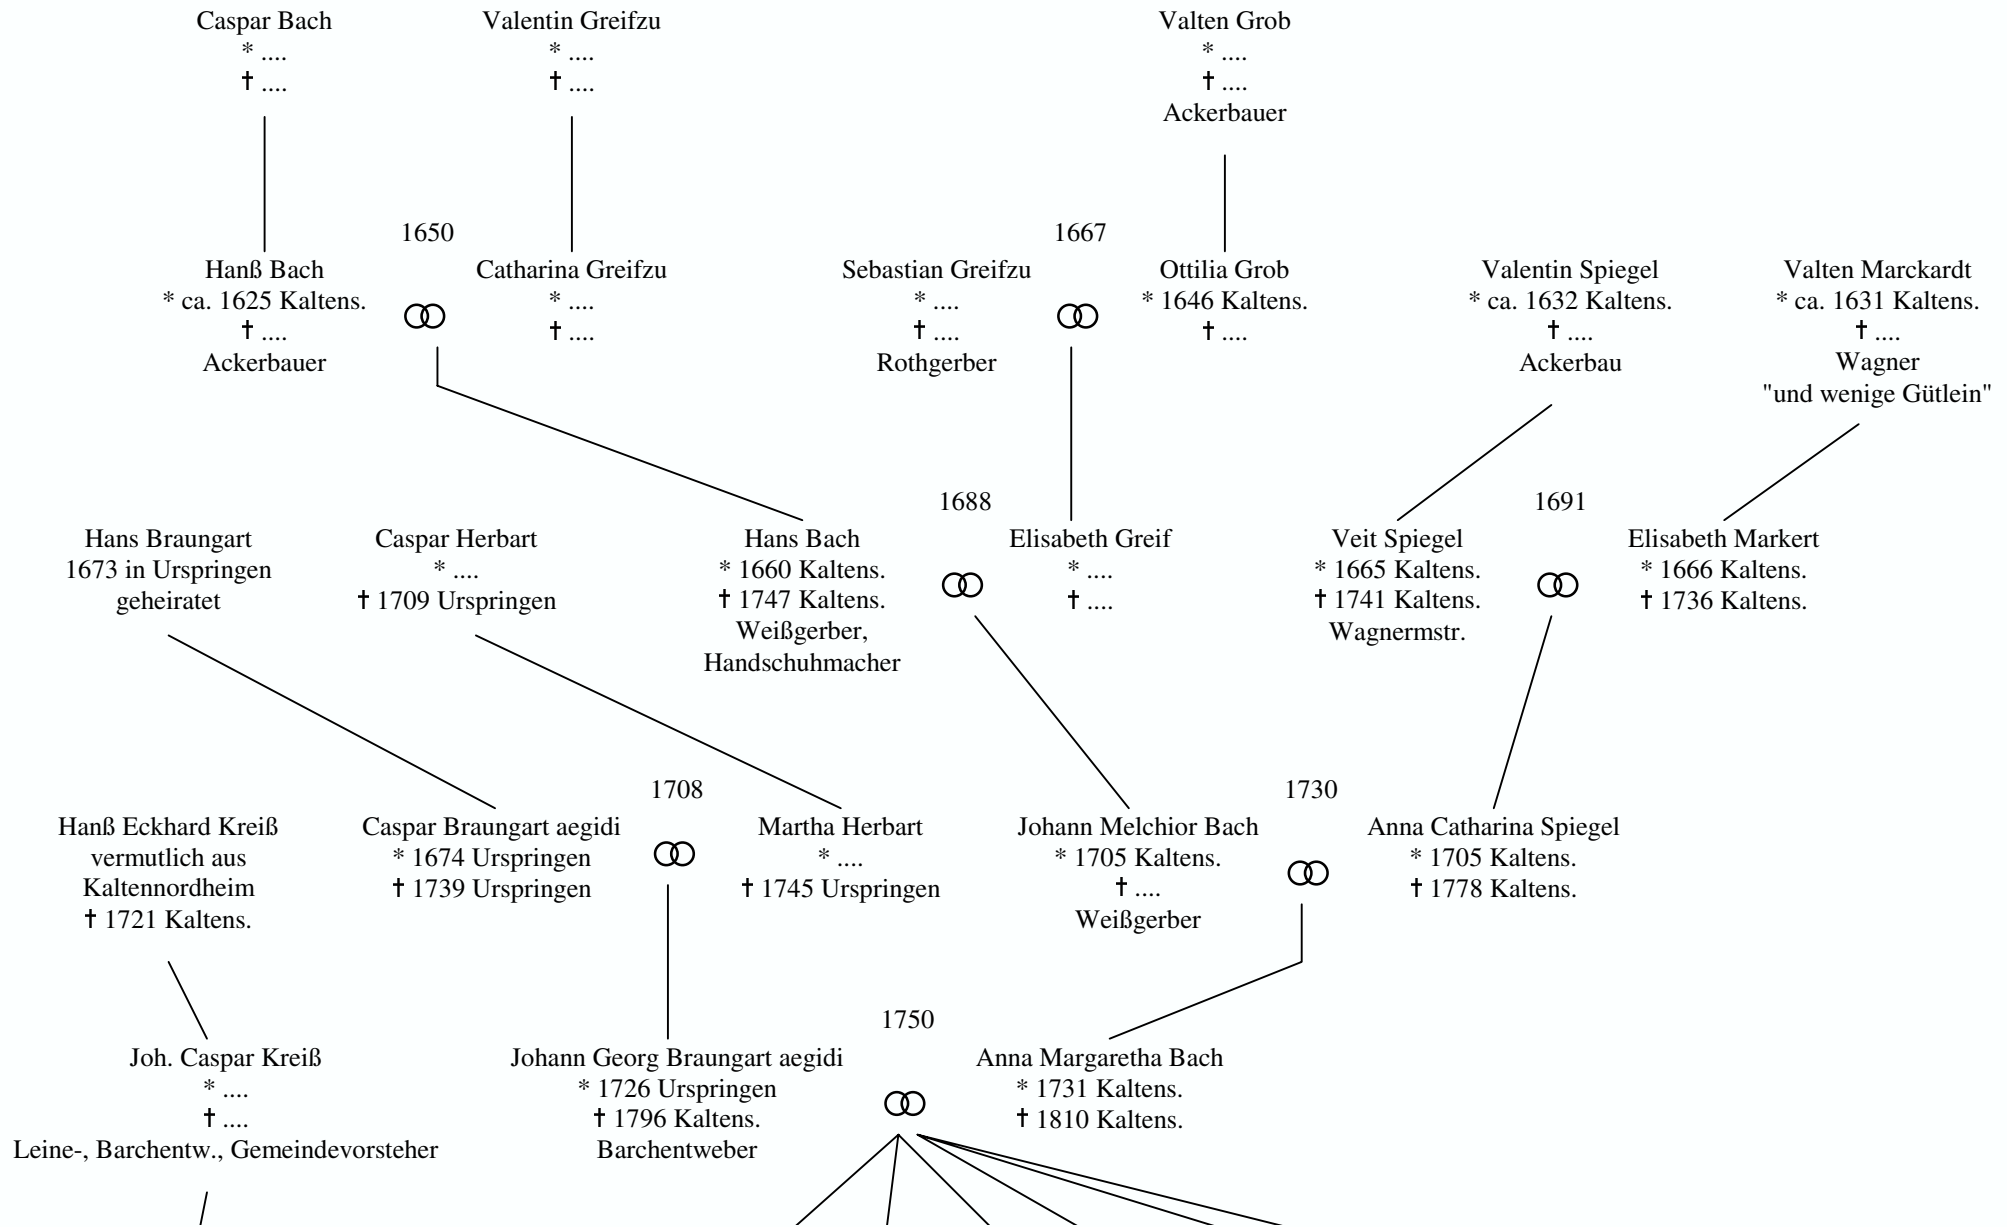 Caspar Bach
* ....
† ....
Valentin Greifzu
* ....
† ....
Valten Grob
* ....
† ....
Ackerbauer
1650
1667
Hanß Bach
* ca. 1625 Kaltens.
† ....
Ackerbauer
Catharina Greifzu
* ....
† ....
Sebastian Greifzu
* ....
† ....
Rothgerber
Ottilia Grob
* 1646 Kaltens.
† ....
Valentin Spiegel
* ca. 1632 Kaltens.
† ....
Ackerbau
Valten Marckardt
* ca. 1631 Kaltens.
† ....
Wagner
"und wenige Gütlein"
1688
1691
Hans Braungart
1673 in Urspringen
geheiratet
Caspar Herbart
* ....
† 1709 Urspringen
Hans Bach
* 1660 Kaltens.
† 1747 Kaltens.
Weißgerber,
Handschuhmacher
Elisabeth Greif
* ....
† ....
Veit Spiegel
* 1665 Kaltens.
† 1741 Kaltens.
Wagnermstr.
Elisabeth Markert
* 1666 Kaltens.
† 1736 Kaltens.
1708
1730
Hanß Eckhard Kreiß
vermutlich aus
Kaltennordheim
† 1721 Kaltens.
Caspar Braungart aegidi
* 1674 Urspringen
† 1739 Urspringen
Martha Herbart
* ....
† 1745 Urspringen
Johann Melchior Bach
* 1705 Kaltens.
† ....
Weißgerber
Anna Catharina Spiegel
* 1705 Kaltens.
† 1778 Kaltens.
1750
Joh. Caspar Kreiß
* ....
† ....
Leine-, Barchentw., Gemeindevorsteher
Johann Georg Braungart aegidi
* 1726 Urspringen
† 1796 Kaltens.
Barchentweber
Anna Margaretha Bach
* 1731 Kaltens.
† 1810 Kaltens.